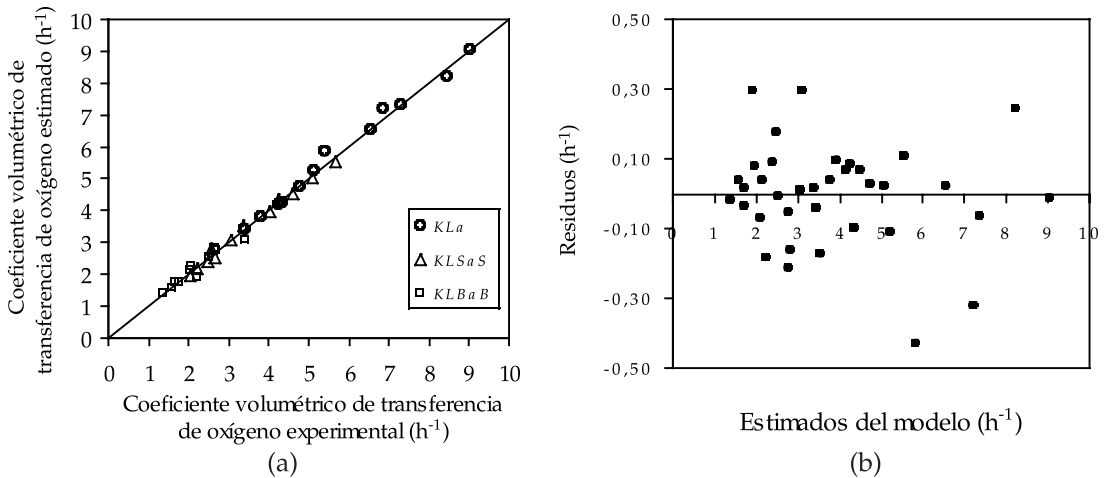 Coeficiente volumétrico de
transferencia de oxígeno estimado (h-1)
10
9
8
7
6
5
4
3
2
1
0
KLa
KLSaS
KLBaB
0 1 2 3 4 5 6 7 8 9 10
Coeficiente volumétrico de transferencia
de oxígeno experimental (h-1)
(a)
Residuos (h-1)
0,50
0,30
0,10
-0,10
-0,30
-0,50
0 1 2 3 4 5 6 7 8 9 10
Estimados del modelo (h-1)
(b)